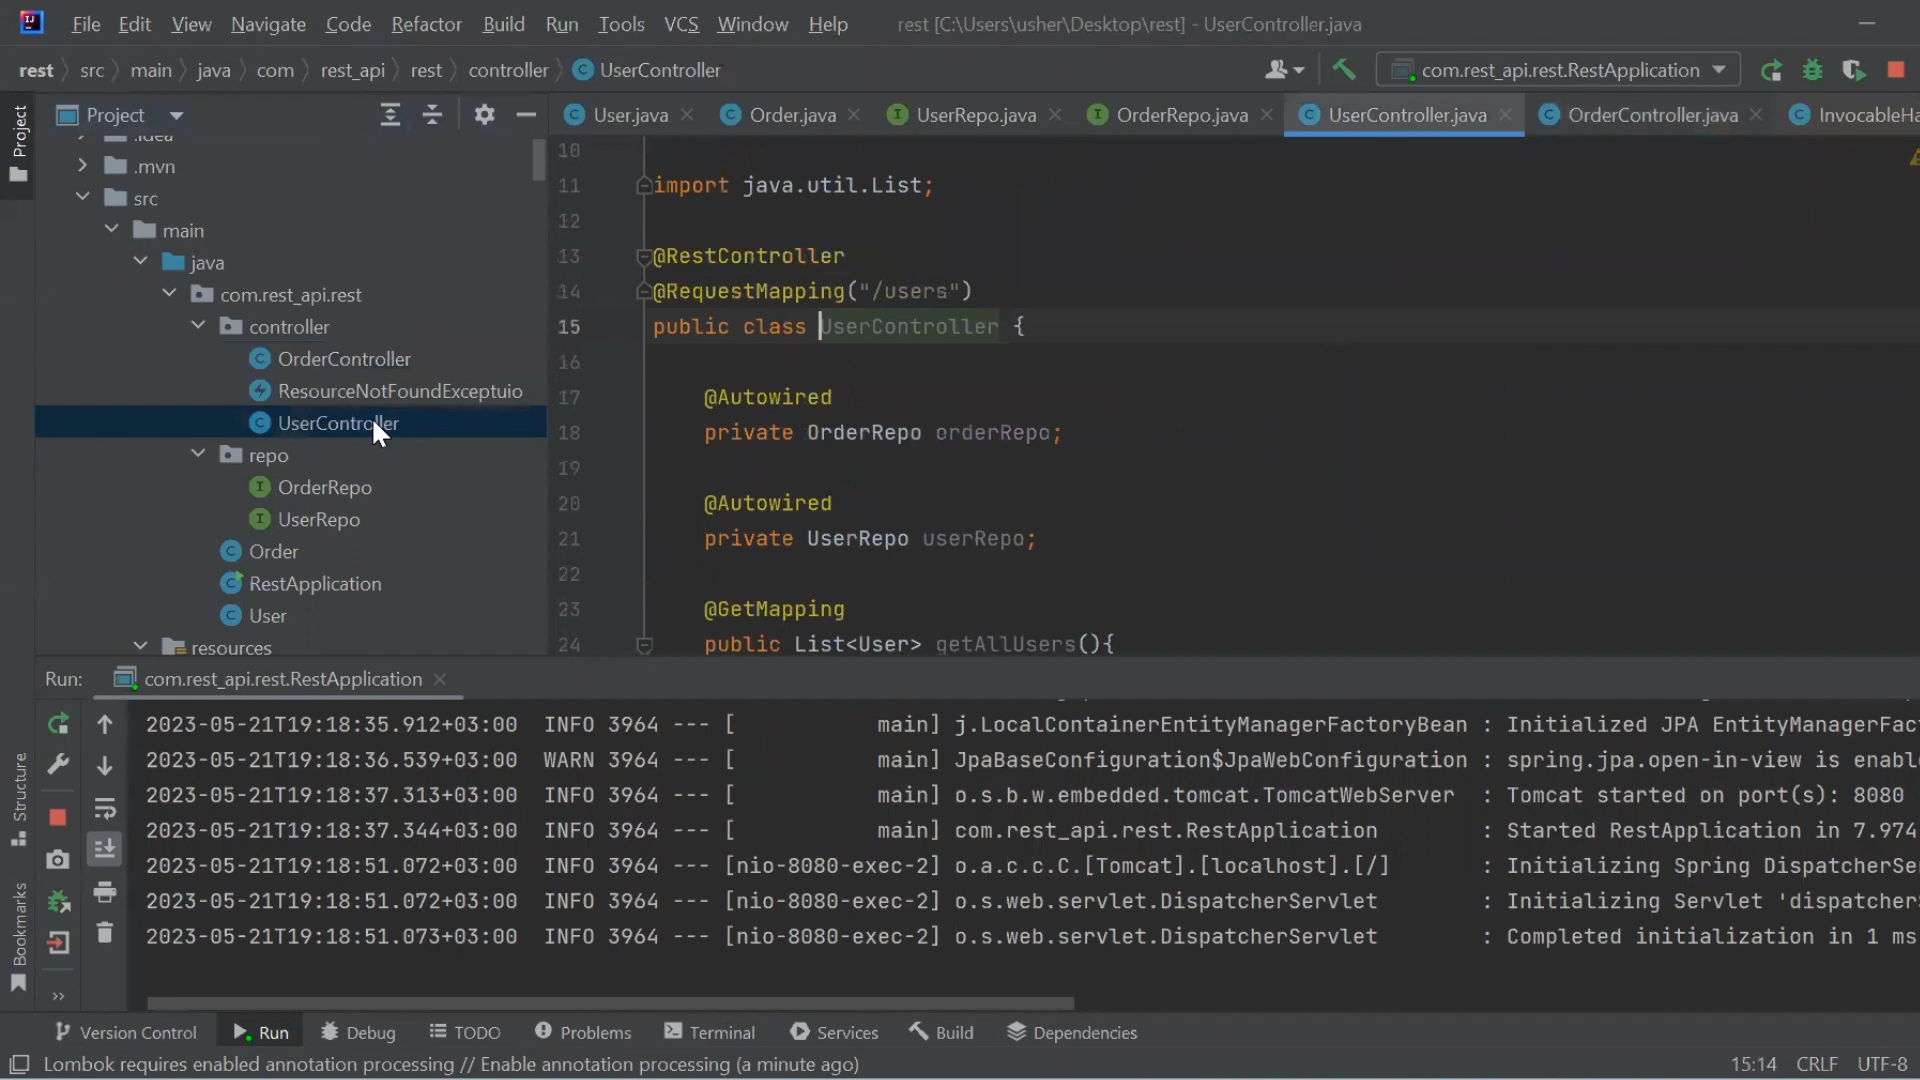 File Edit View Navigate Code Refactor Build Run Tools VCS Window Help rest [C:\Users\usher\Desktop\rest] - UserController.java
rest src main java com rest_api rest controller UserController com.rest_api.rest.RestApplication
Project
Project
User.java Order.java UserRepo.java OrderRepo.java UserController.java OrderController.java InvocableHa
.idea
.mvn
src
main
java
com.rest_api.rest
controller
OrderController
ResourceNotFoundExceptuio
UserController
repo
OrderRepo
UserRepo
Order
RestApplication
User
resources
10
11 import java.util.List;
12
13 @RestController
14 @RequestMapping("/users")
15 public class UserController {
16
17 @Autowired
18 private OrderRepo orderRepo;
19
20 @Autowired
21 private UserRepo userRepo;
22
23 @GetMapping
24 public List<User> getAllUsers(){
Run: com.rest_api.rest.RestApplication
2023-05-21T19:18:35.912+03:00 INFO 3964 --- [ main] j.LocalContainerEntityManagerFactoryBean : Initialized JPA EntityManagerFac
2023-05-21T19:18:36.539+03:00 WARN 3964 --- [ main] JpaBaseConfiguration$JpaWebConfiguration : spring.jpa.open-in-view is enabl
2023-05-21T19:18:37.313+03:00 INFO 3964 --- [ main] o.s.b.w.embedded.tomcat.TomcatWebServer : Tomcat started on port(s): 8080
2023-05-21T19:18:37.344+03:00 INFO 3964 --- [ main] com.rest_api.rest.RestApplication : Started RestApplication in 7.974
2023-05-21T19:18:51.072+03:00 INFO 3964 --- [nio-8080-exec-2] o.a.c.c.C.[Tomcat].[localhost].[/] : Initializing Spring DispatcherSe
2023-05-21T19:18:51.072+03:00 INFO 3964 --- [nio-8080-exec-2] o.s.web.servlet.DispatcherServlet : Initializing Servlet 'dispatcher
2023-05-21T19:18:51.073+03:00 INFO 3964 --- [nio-8080-exec-2] o.s.web.servlet.DispatcherServlet : Completed initialization in 1 ms
Structure
Bookmarks
Version Control Run Debug TODO Problems Terminal Services Build Dependencies
Lombok requires enabled annotation processing // Enable annotation processing (a minute ago) 15:14 CRLF UTF-8